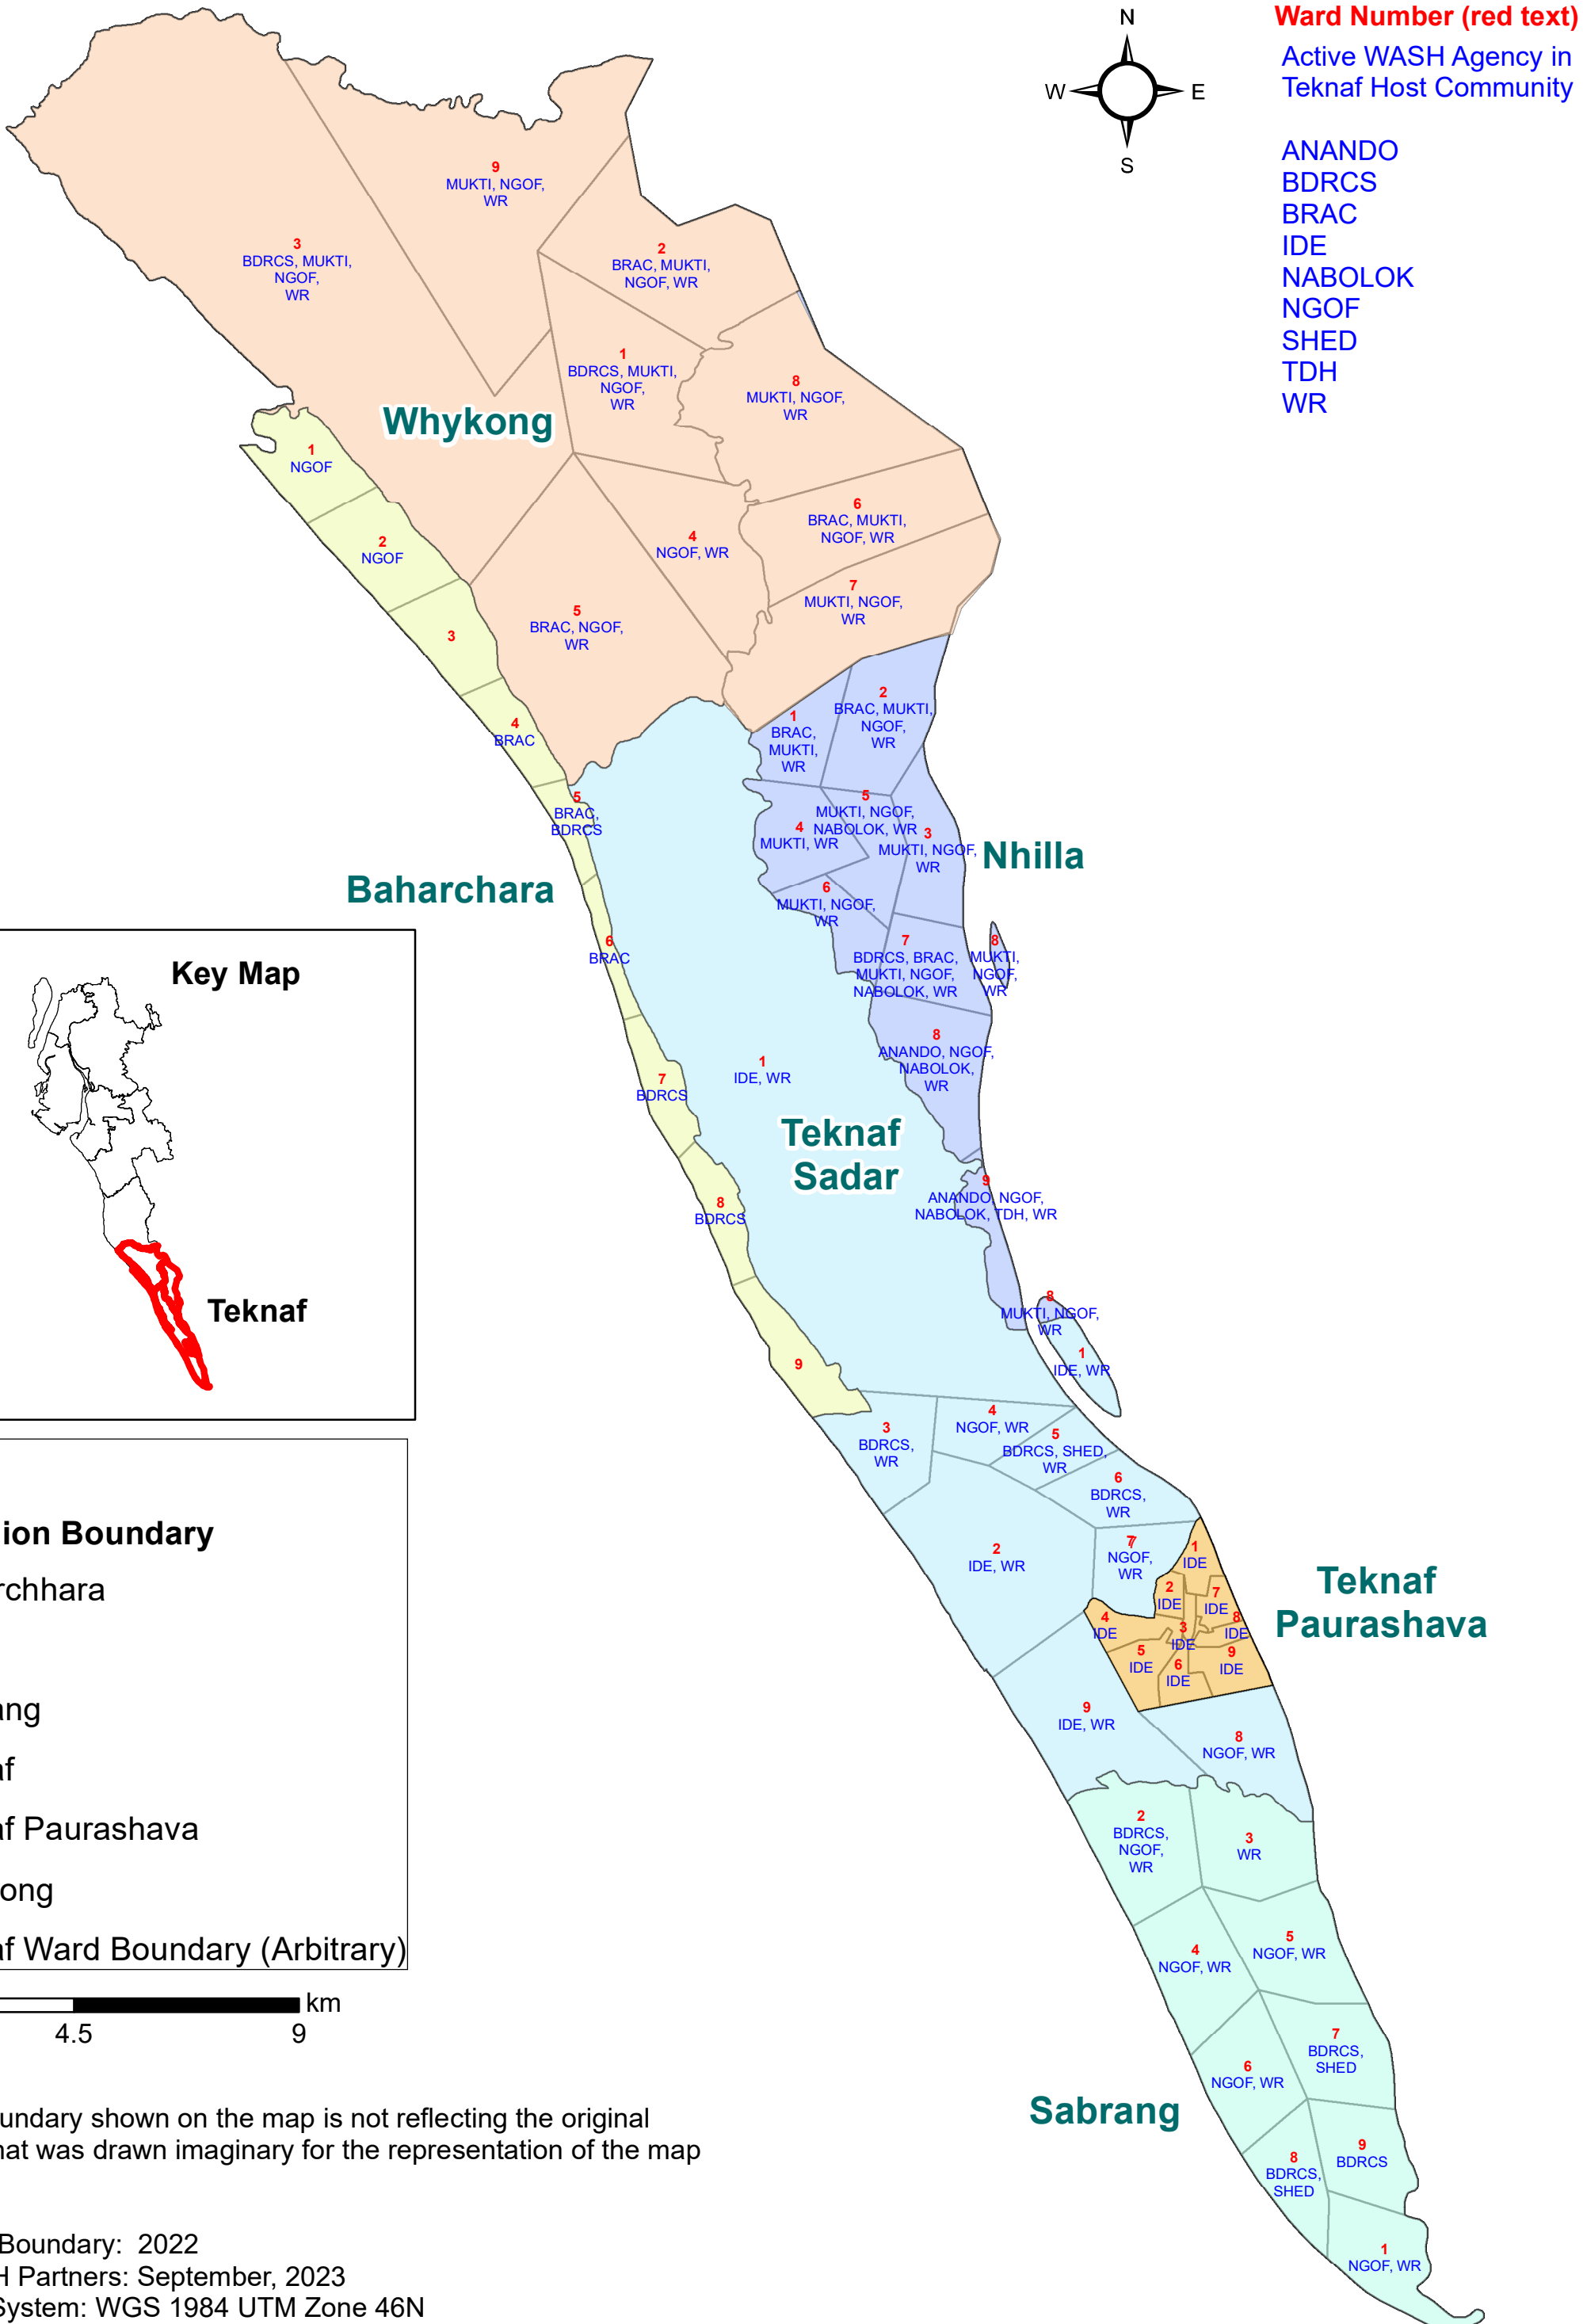 N
W
E
S
Ward Number (red text)
Active WASH Agency in
Teknaf Host Community
ANANDO
BDRCS
BRAC
IDE
NABOLOK
NGOF
SHED
TDH
WR
Whykong
9
MUKTI, NGOF,
WR
3
BDRCS, MUKTI,
NGOF,
WR
2
BRAC, MUKTI,
NGOF, WR
1
BDRCS, MUKTI,
NGOF,
WR
8
MUKTI, NGOF,
WR
6
BRAC, MUKTI,
NGOF, WR
4
NGOF, WR
7
MUKTI, NGOF,
WR
5
BRAC, NGOF,
WR
Baharchara
1
NGOF
2
NGOF
3
4
BRAC
5
BRAC,
BDRCS
6
BRAC
7
BDRCS
8
BDRCS
9
Nhilla
1
BRAC,
MUKTI,
WR
2
BRAC, MUKTI,
NGOF,
WR
5
MUKTI, NGOF,
NABOLOK, WR
4
MUKTI, WR
3
MUKTI, NGOF,
WR
6
MUKTI, NGOF,
WR
7
BDRCS, BRAC,
MUKTI, NGOF,
NABOLOK, WR
8
MUKTI,
NGOF,
WR
8
ANANDO, NGOF,
NABOLOK,
WR
9
ANANDO, NGOF,
NABOLOK, TDH, WR
8
MUKTI, NGOF,
WR
Teknaf
Sadar
1
IDE, WR
1
IDE, WR
3
BDRCS,
WR
4
NGOF, WR
5
BDRCS, SHED,
WR
6
BDRCS,
WR
2
IDE, WR
7
NGOF,
WR
9
IDE, WR
8
NGOF, WR
Teknaf
Paurashava
1
IDE
2
IDE
7
IDE
4
IDE
3
IDE
8
IDE
5
IDE
6
IDE
9
IDE
Sabrang
2
BDRCS,
NGOF,
WR
3
WR
4
NGOF, WR
5
NGOF, WR
7
BDRCS,
SHED
6
NGOF, WR
8
BDRCS,
SHED
9
BDRCS
1
NGOF, WR
Key Map
Teknaf
ion Boundary
rchhara
ang
af
af Paurashava
ong
af Ward Boundary (Arbitrary)
km
4.5 9
undary shown on the map is not reflecting the original
hat was drawn imaginary for the representation of the map
Boundary: 2022
H Partners: September, 2023
System: WGS 1984 UTM Zone 46N